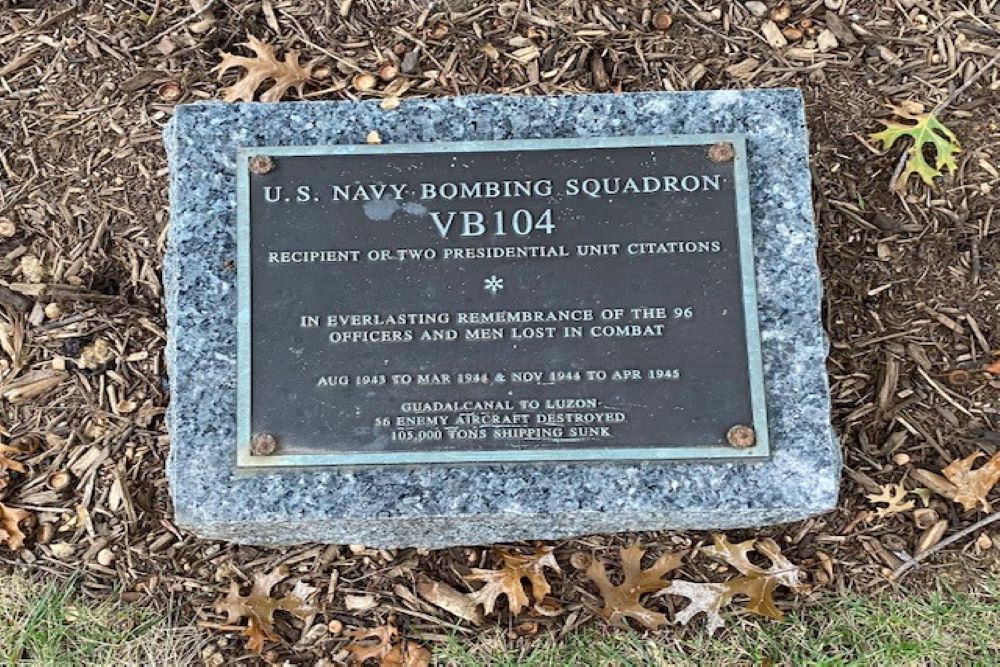 U.S. NAVY BOMBING SQUADRON
VB104
RECIPIENT OF TWO PRESIDENTIAL UNIT CITATIONS
*
IN EVERLASTING REMEMBRANCE OF THE 96
OFFICERS AND MEN LOST IN COMBAT
AUG 1943 TO MAR 1944 & NOV 1944 TO APR 1945
GUADALCANAL TO LUZON
56 ENEMY AIRCRAFT DESTROYED
105,000 TONS SHIPPING SUNK